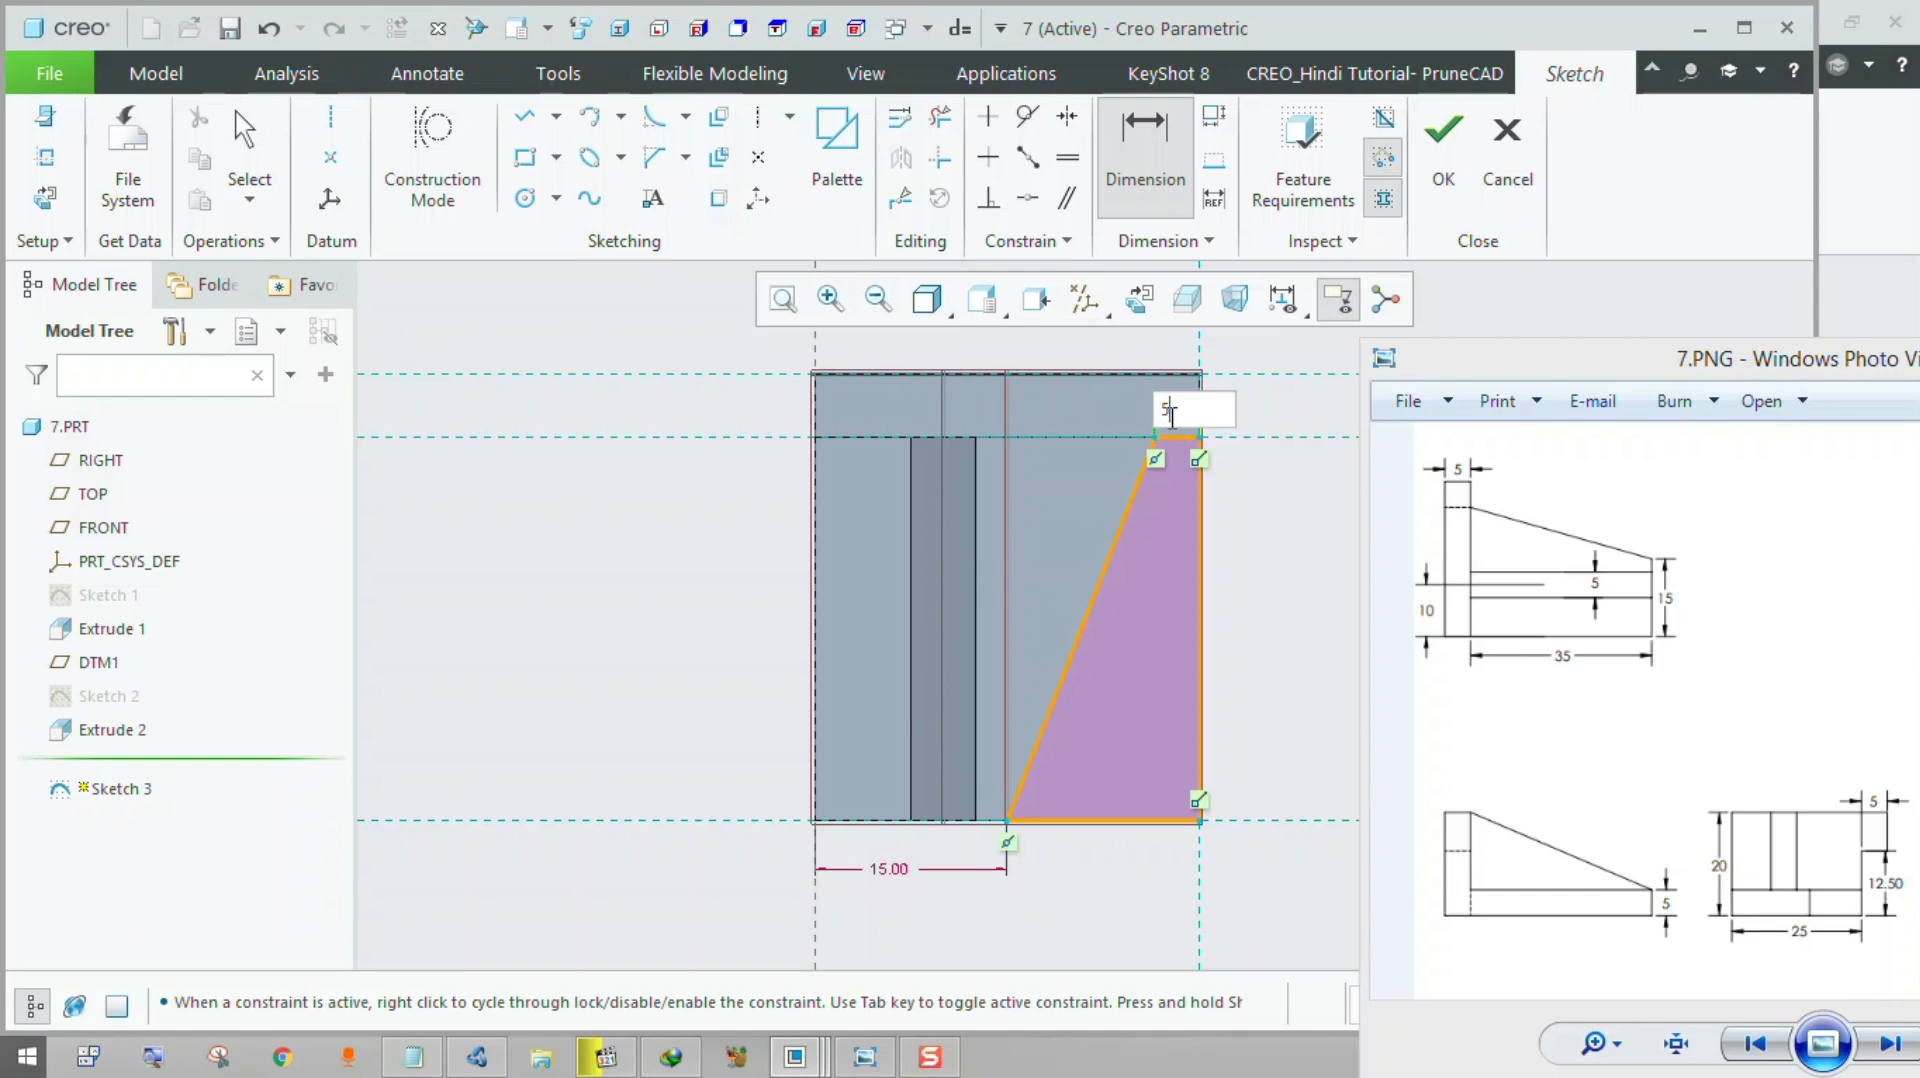 creo
d=
7 (Active) - Creo Parametric
File
Model
Analysis
Annotate
Tools
Flexible Modeling
View
Applications
KeyShot 8
CREO_Hindi Tutorial- PruneCAD
Sketch
File System
Select
Construction Mode
Palette
Dimension
REF
Feature Requirements
OK
Cancel
Setup
Get Data
Operations
Datum
Sketching
Editing
Constrain
Dimension
Inspect
Close
Model Tree
Folde
Favo
Model Tree
7.PRT
RIGHT
TOP
FRONT
PRT_CSYS_DEF
Sketch 1
Extrude 1
DTM1
Sketch 2
Extrude 2
Sketch 3
5
15.00
7.PNG - Windows Photo Vi
File
Print
E-mail
Burn
Open
5
5
10
15
35
5
5
20
12.50
25
• When a constraint is active, right click to cycle through lock/disable/enable the constraint. Use Tab key to toggle active constraint. Press and hold Sh
321
S